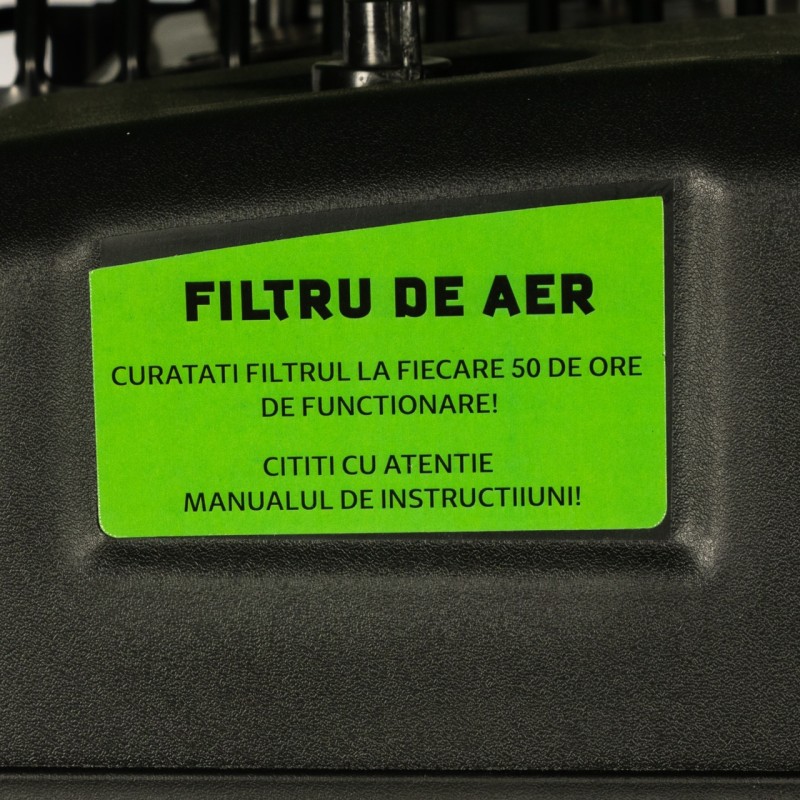 FILTRU DE AER
CURATATI FILTRUL LA FIECARE 50 DE ORE
DE FUNCTIONARE!
CITITI CU ATENTIE
MANUALUL DE INSTRUCTIIUNI!